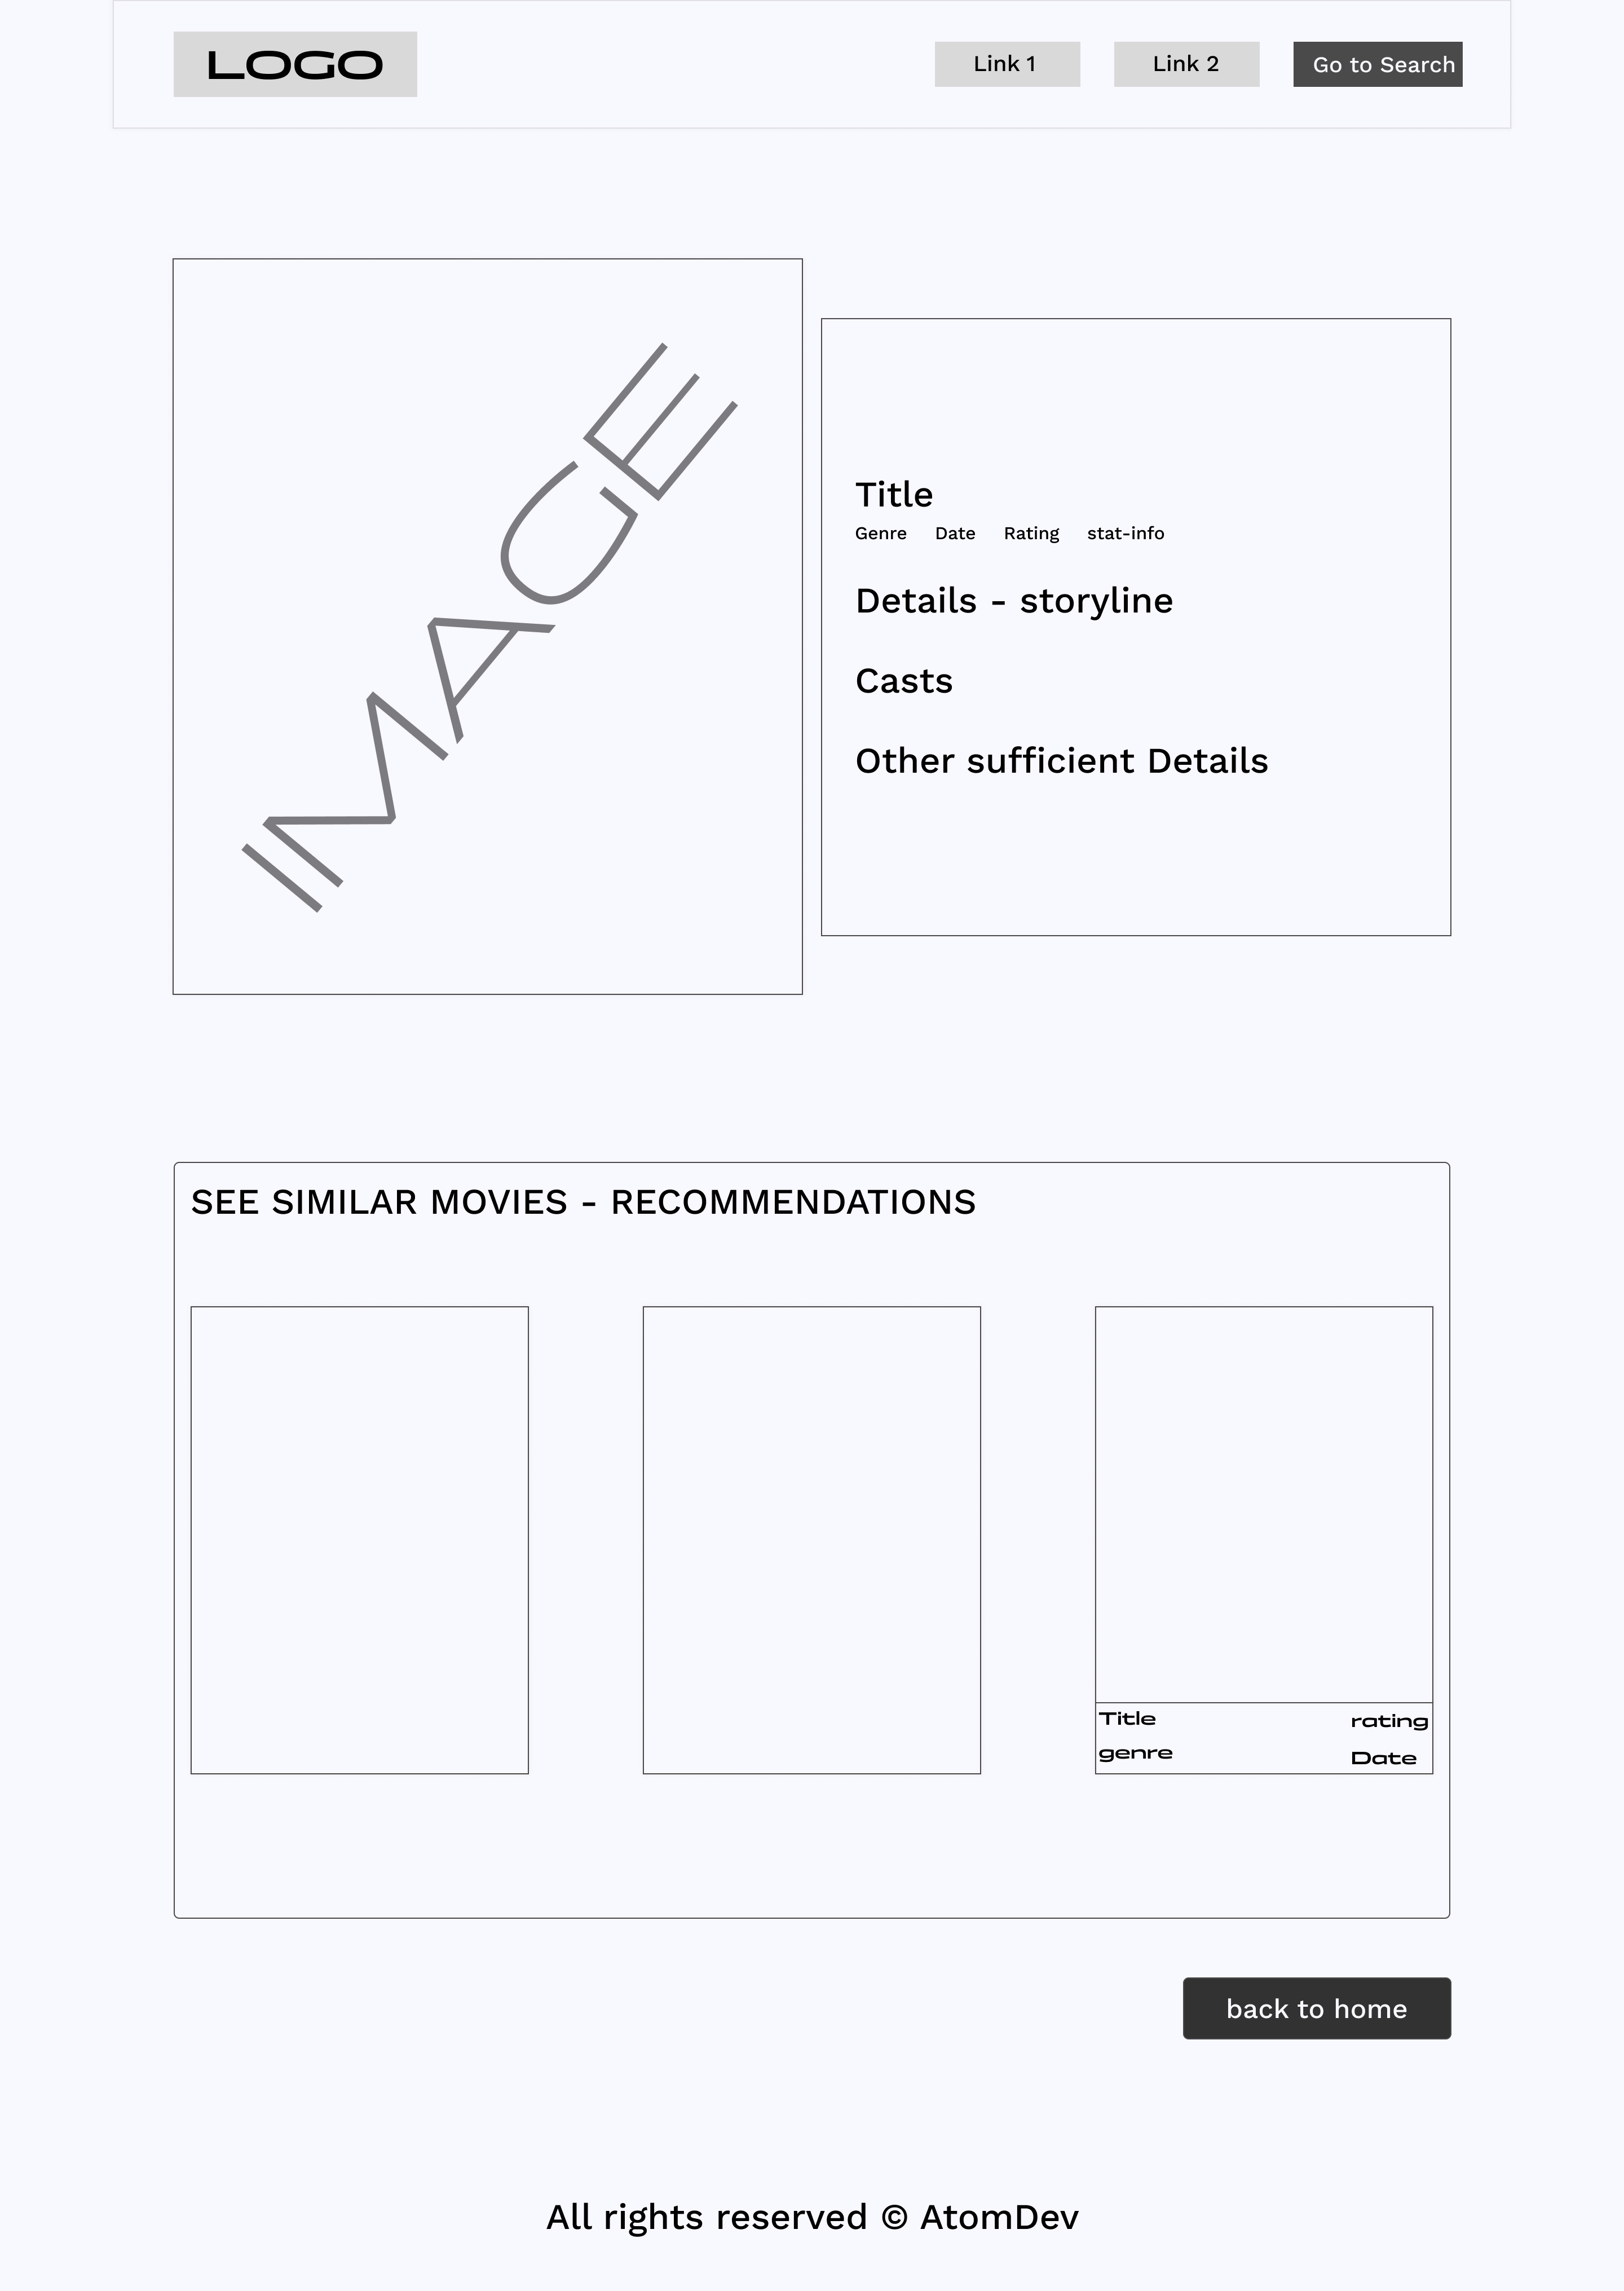 LOGO
Link 1
Link 2
Go to Search
IMAGE
Title
Genre Date Rating stat-info
Details - storyline
Casts
Other sufficient Details
SEE SIMILAR MOVIES - RECOMMENDATIONS
Title rating
genre Date
back to home
All rights reserved © AtomDev